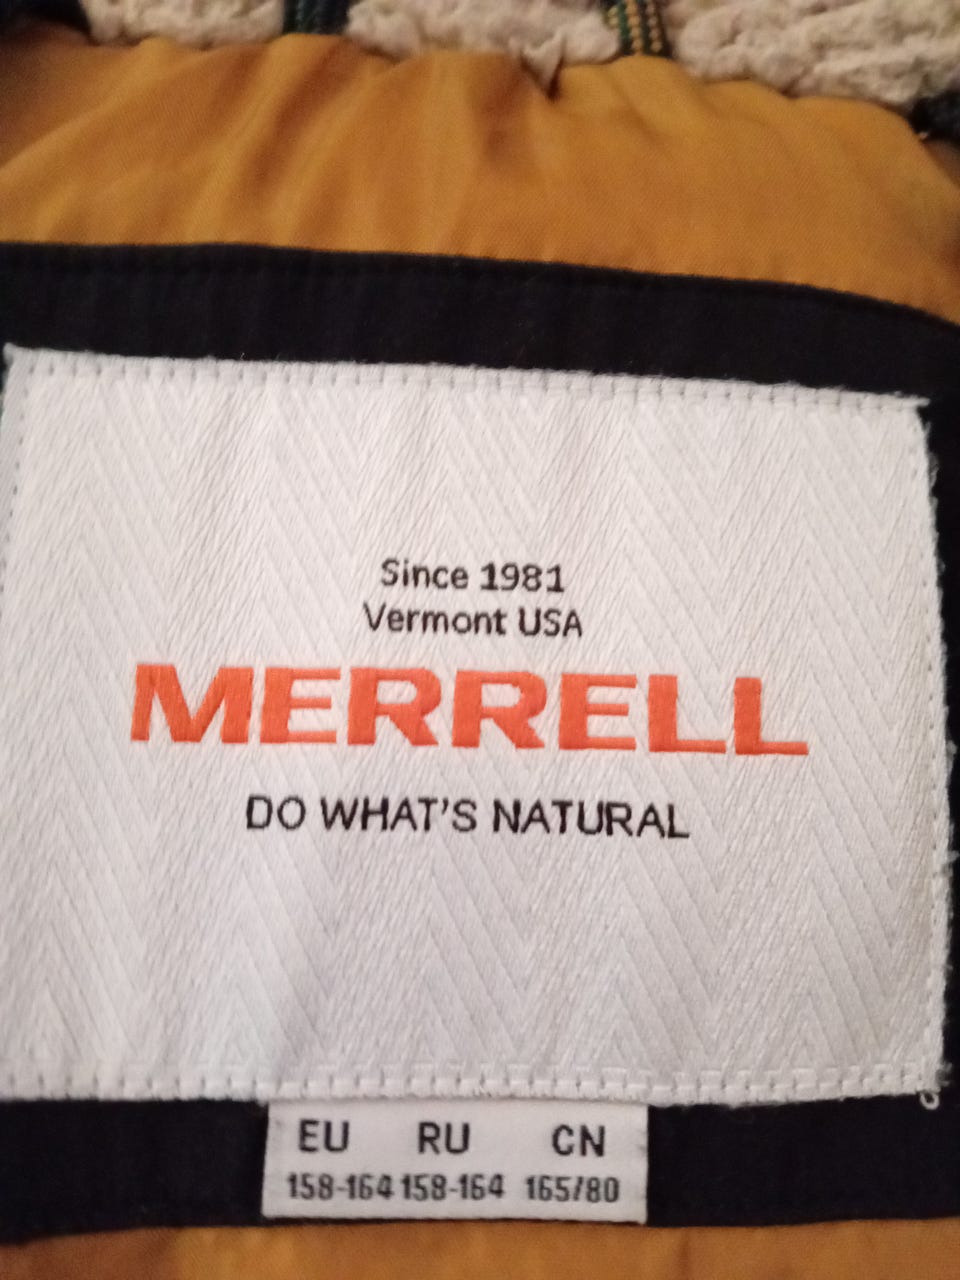 Since 1981
Vermont USA
MERRELL
DO WHAT'S NATURAL
EU RU CN
158-164 158-164 165/80